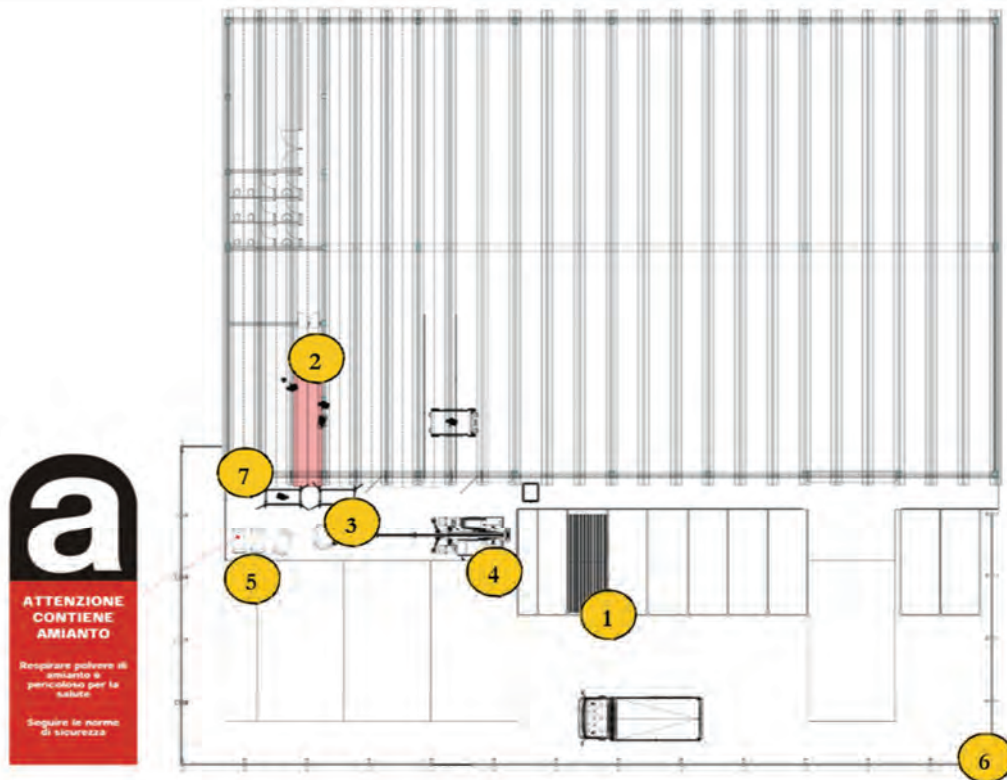 2
7
3
4
5
1
6
a
ATTENZIONE
CONTIENE
AMIANTO
Respirare polvere di
amianto è
pericoloso per la
salute
Seguire le norme
di sicurezza